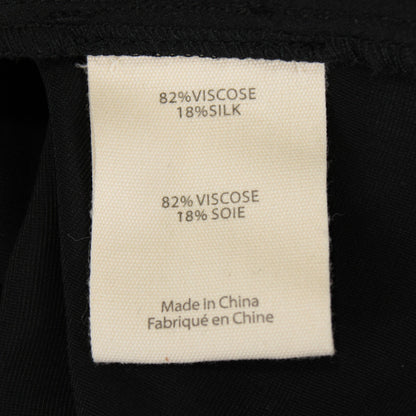 82%VISCOSE
18%SILK
82% VISCOSE
18% SOIE
Made in China
Fabriqué en Chine